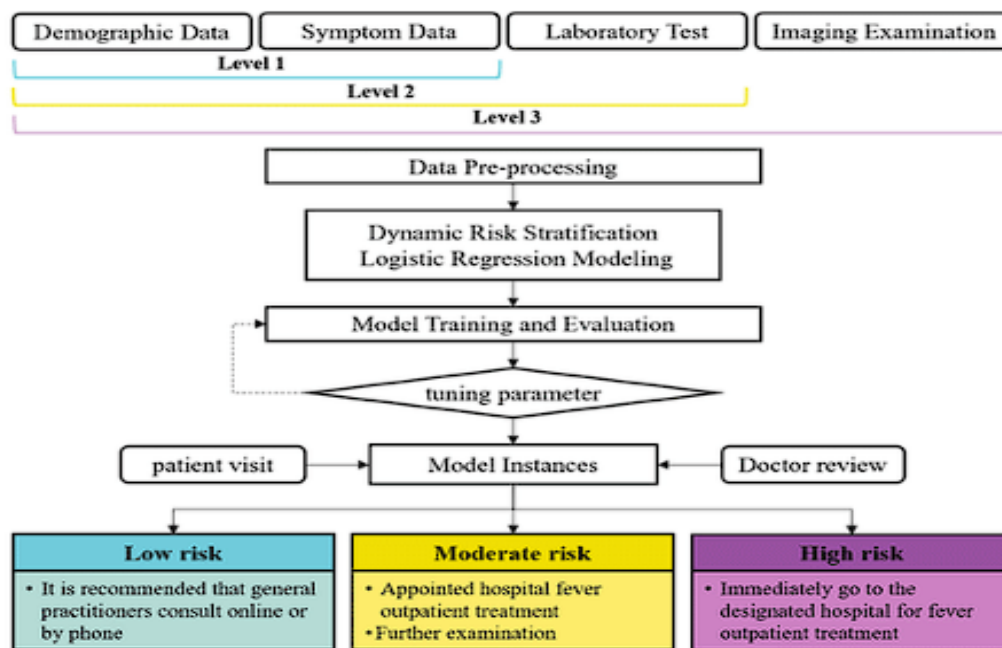 Demographic Data
Symptom Data
Laboratory Test
Imaging Examination
Level 1
Level 2
Level 3
Data Pre-processing
Dynamic Risk Stratification
Logistic Regression Modeling
Model Training and Evaluation
tuning parameter
patient visit
Model Instances
Doctor review
Low risk
• It is recommended that general
practitioners consult online or
by phone
Moderate risk
• Appointed hospital fever
outpatient treatment
• Further examination
High risk
• Immediately go to the
designated hospital for fever
outpatient treatment